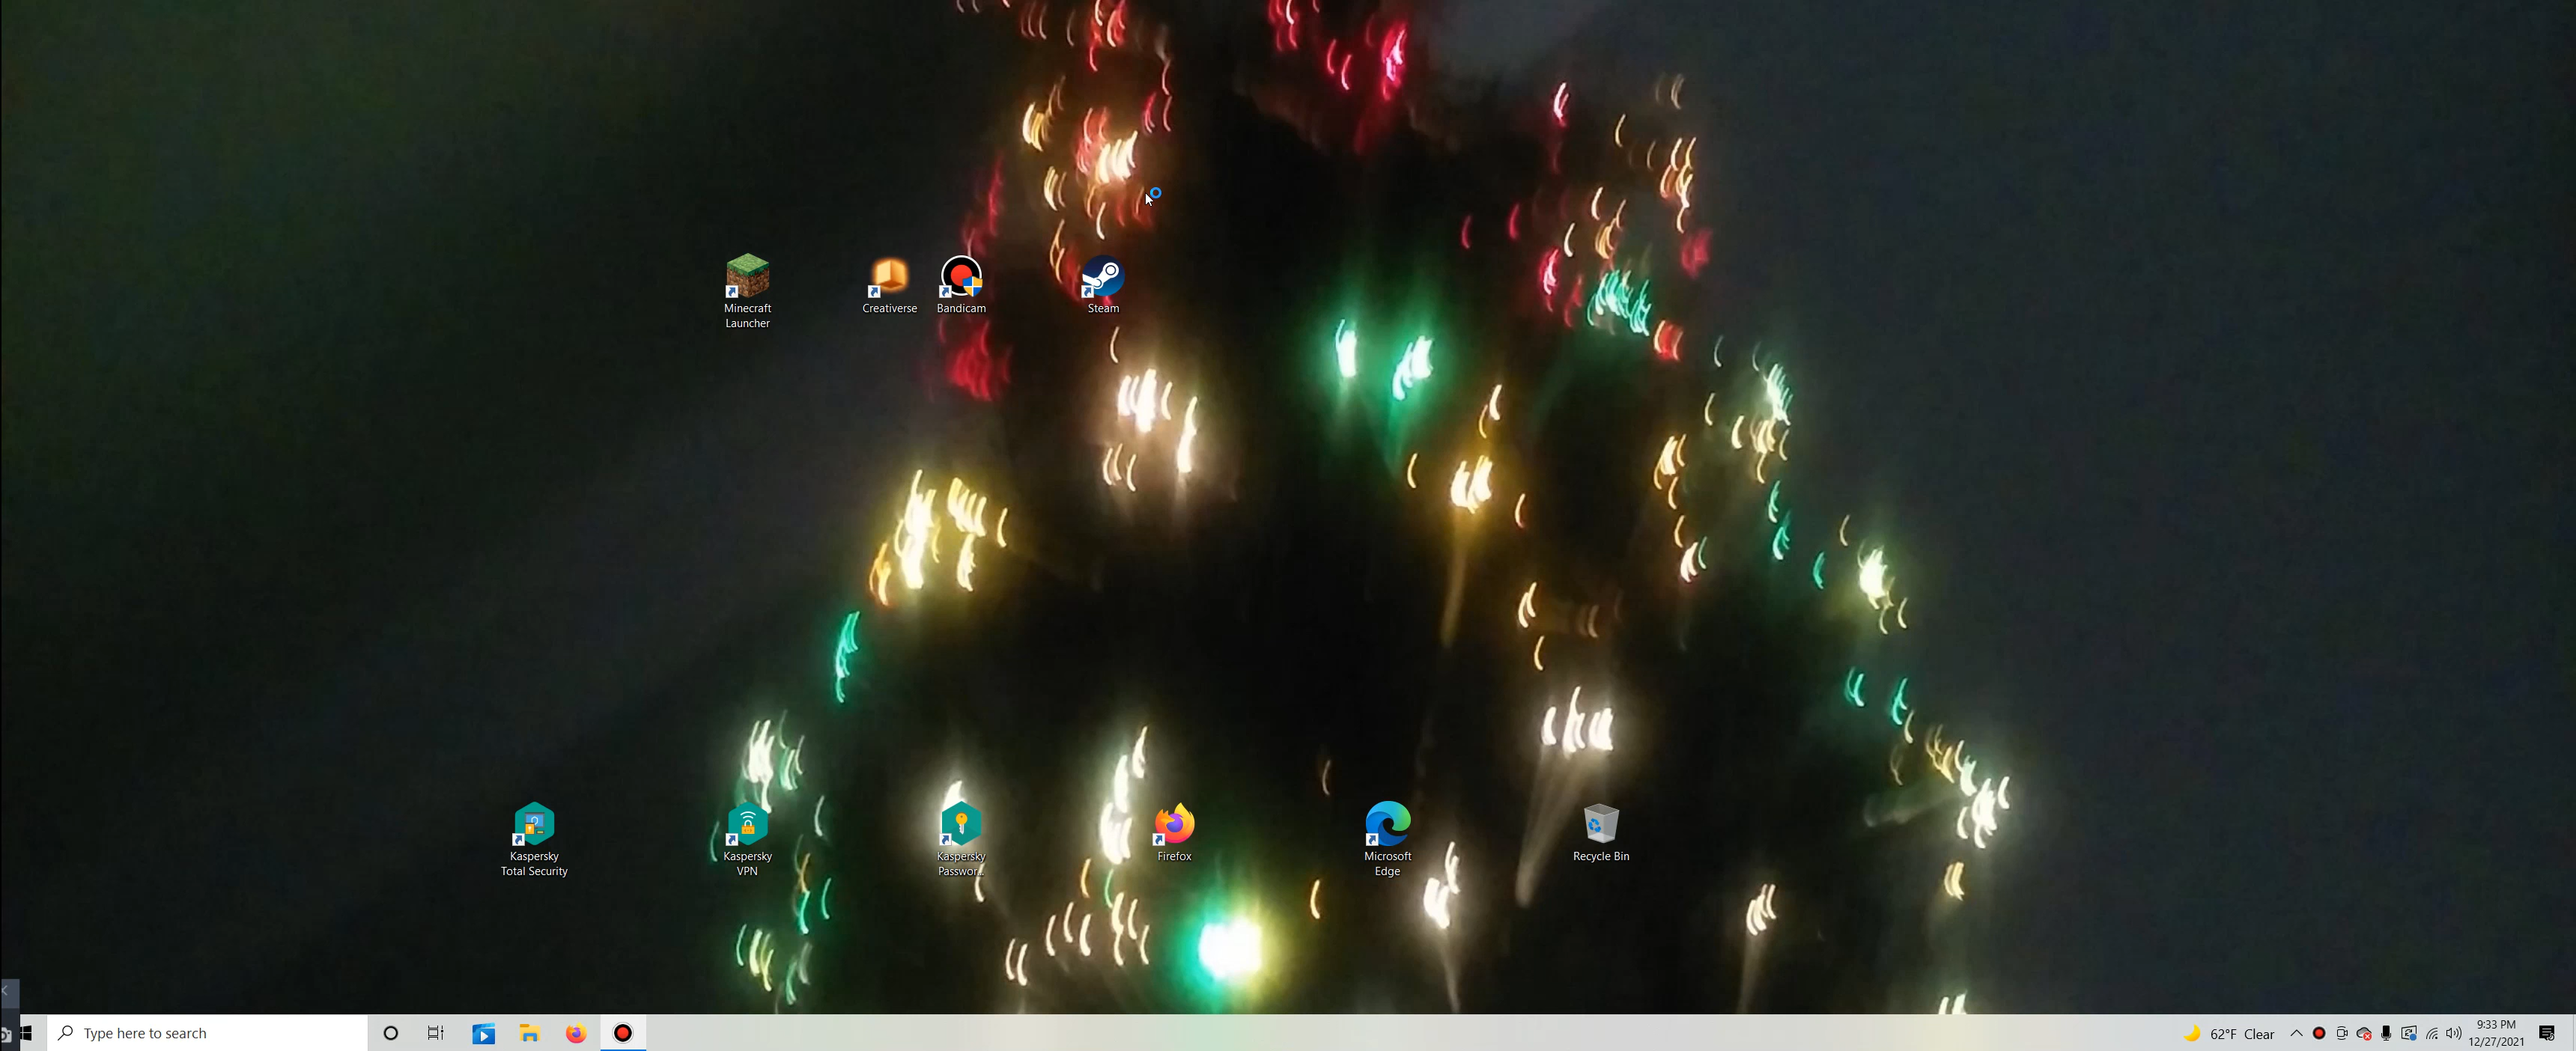 Minecraft
Launcher
Creativerse
Bandicam
Steam
Kaspersky
Total Security
Kaspersky
VPN
Kaspersky
Passwor...
Firefox
Microsoft
Edge
Recycle Bin
Type here to search
62°F Clear
9:33 PM
12/27/2021